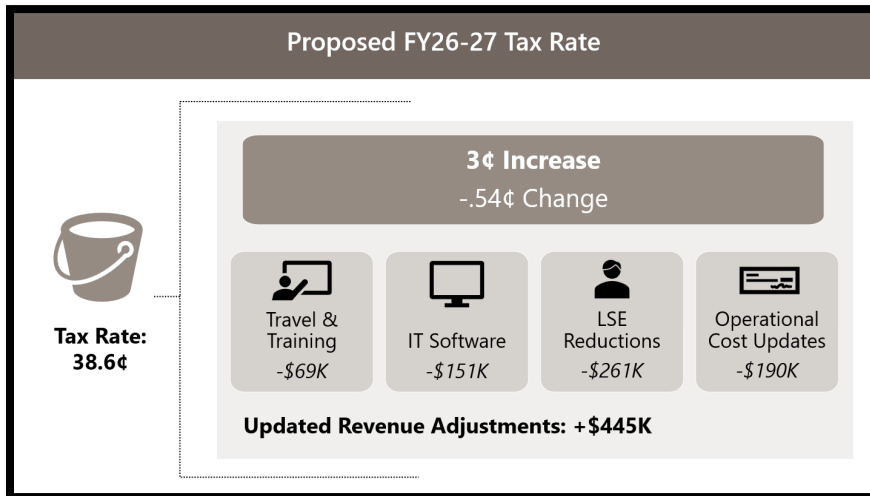 Proposed FY26-27 Tax Rate
3¢ Increase
-.54¢ Change
Tax Rate:
38.6¢
Travel &
Training
-$69K
IT Software
-$151K
LSE
Reductions
-$261K
Operational
Cost Updates
-$190K
Updated Revenue Adjustments: +$445K